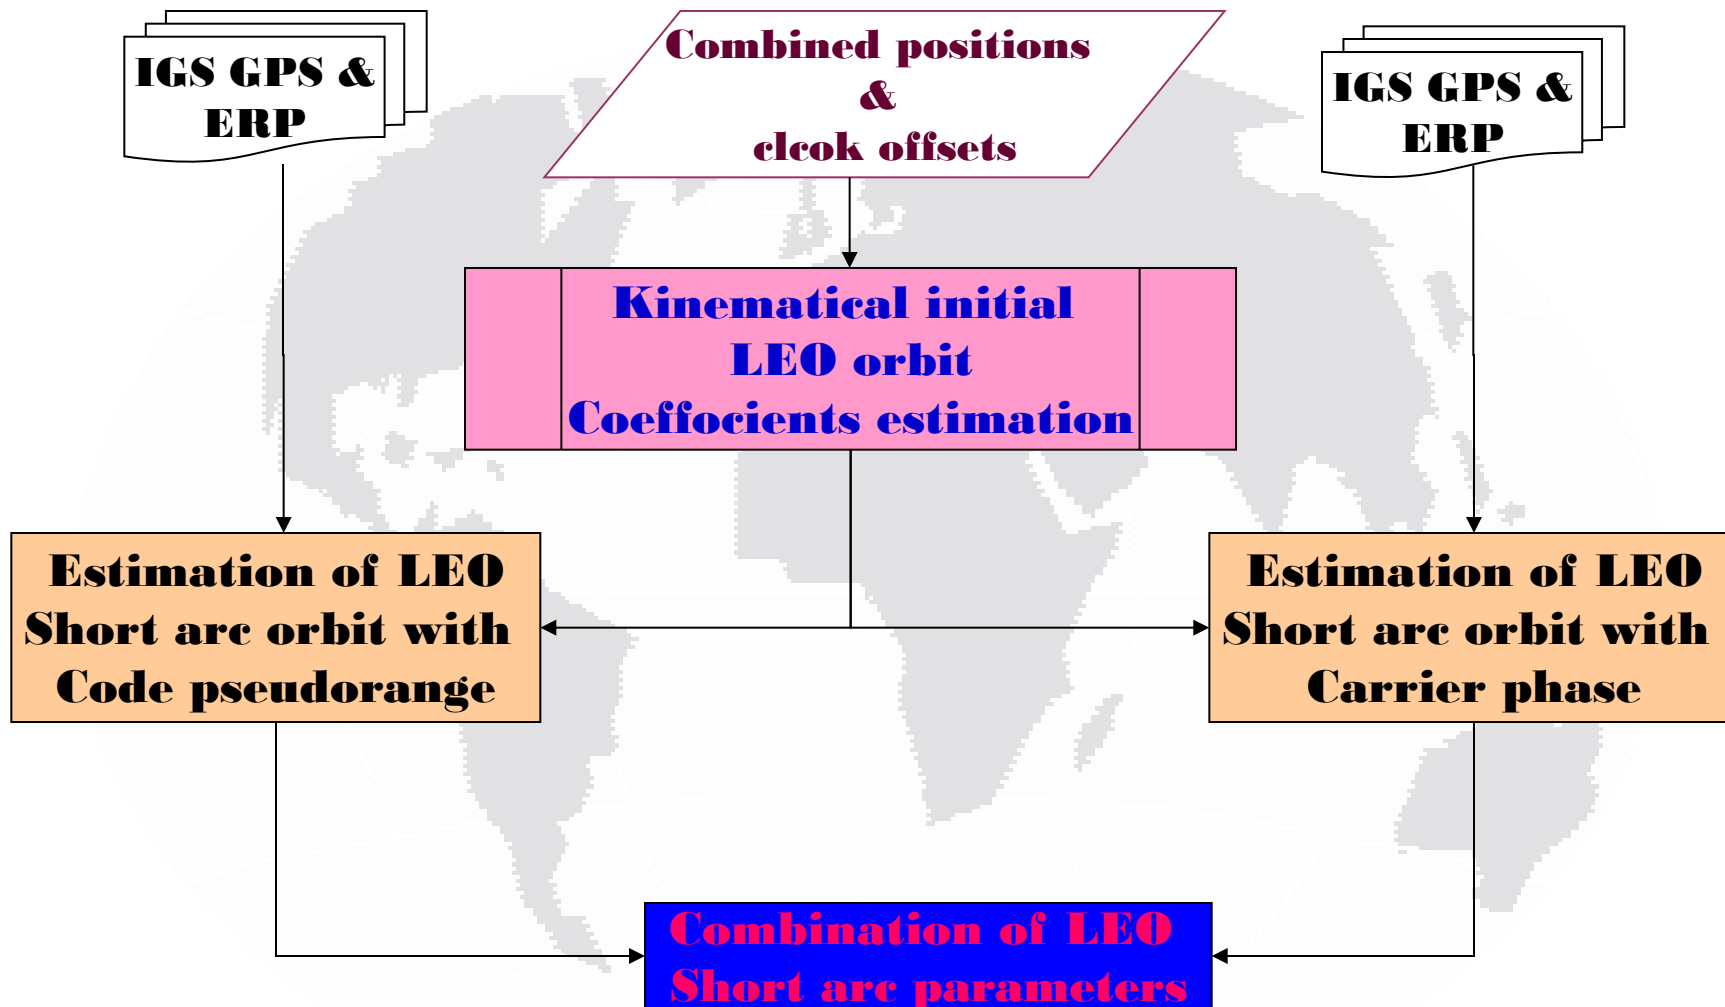 IGS GPS &
ERP
Combined positions
&
clcok offsets
IGS GPS &
ERP
Kinematical initial
LEO orbit
Coeffocients estimation
Estimation of LEO
Short arc orbit with
Code pseudorange
Estimation of LEO
Short arc orbit with
Carrier phase
Combination of LEO
Short arc parameters